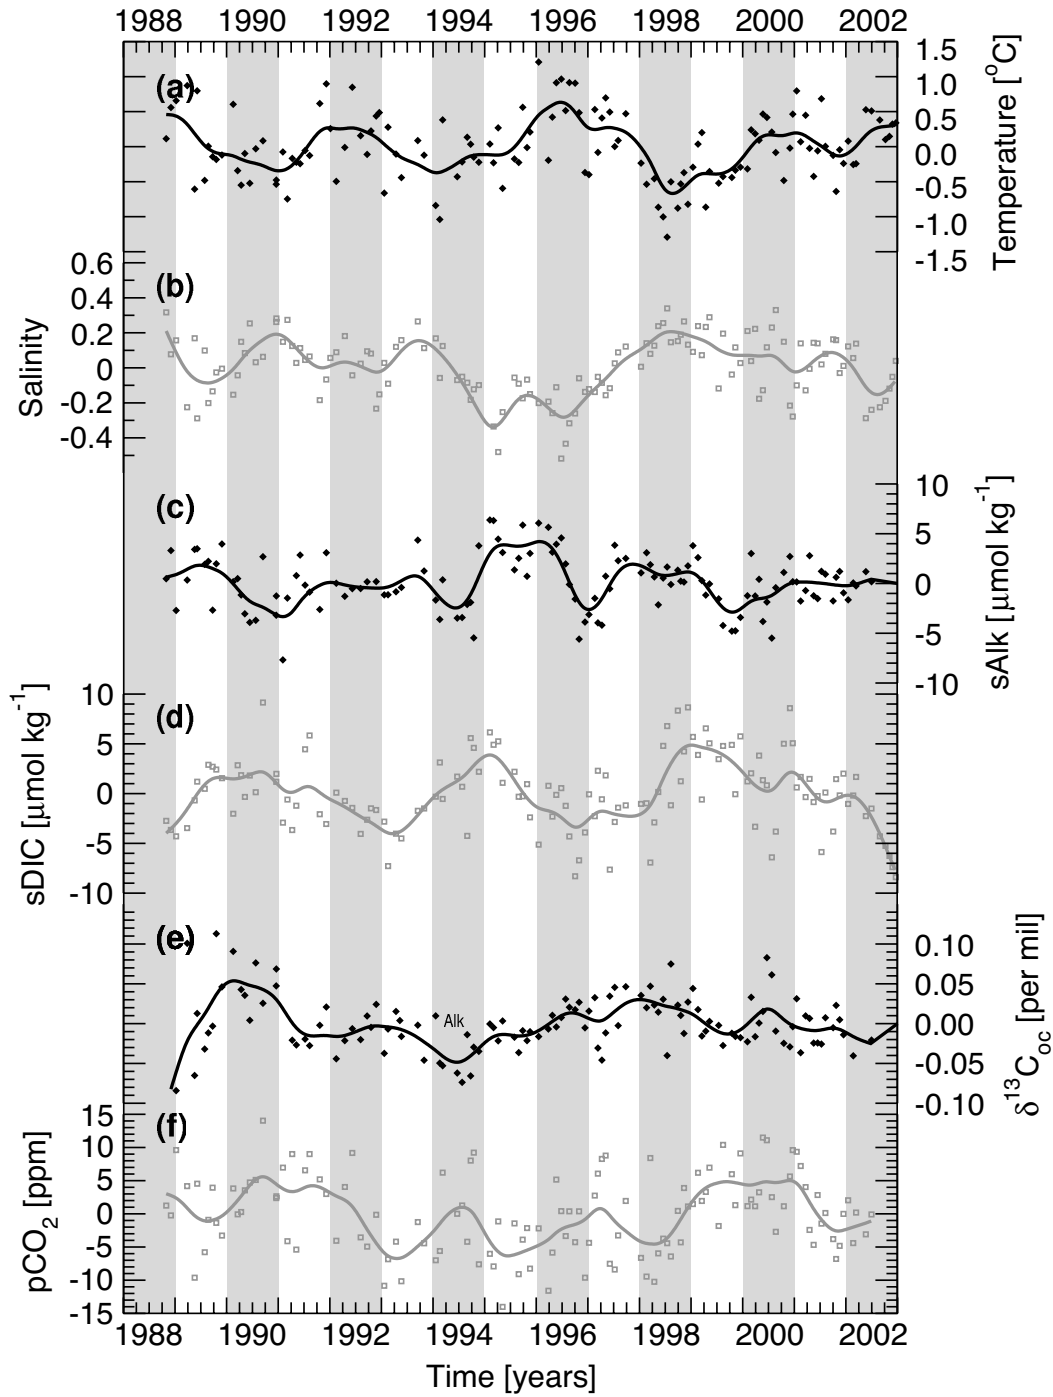 1988 1990 1992 1994 1996 1998 2000 2002
(a)
1.5
1.0
0.5
0.0
-0.5
-1.0
-1.5
Temperature [°C]
(b)
0.6
0.4
0.2
0
-0.2
-0.4
Salinity
(c)
10
5
0
-5
-10
sAlk [μmol kg⁻¹]
(d)
10
5
0
-5
-10
sDIC [μmol kg⁻¹]
(e)
Alk
0.10
0.05
0.00
-0.05
-0.10
δ¹³Coc [per mil]
(f)
15
10
5
0
-5
-10
-15
pCO₂ [ppm]
1988 1990 1992 1994 1996 1998 2000 2002
Time [years]